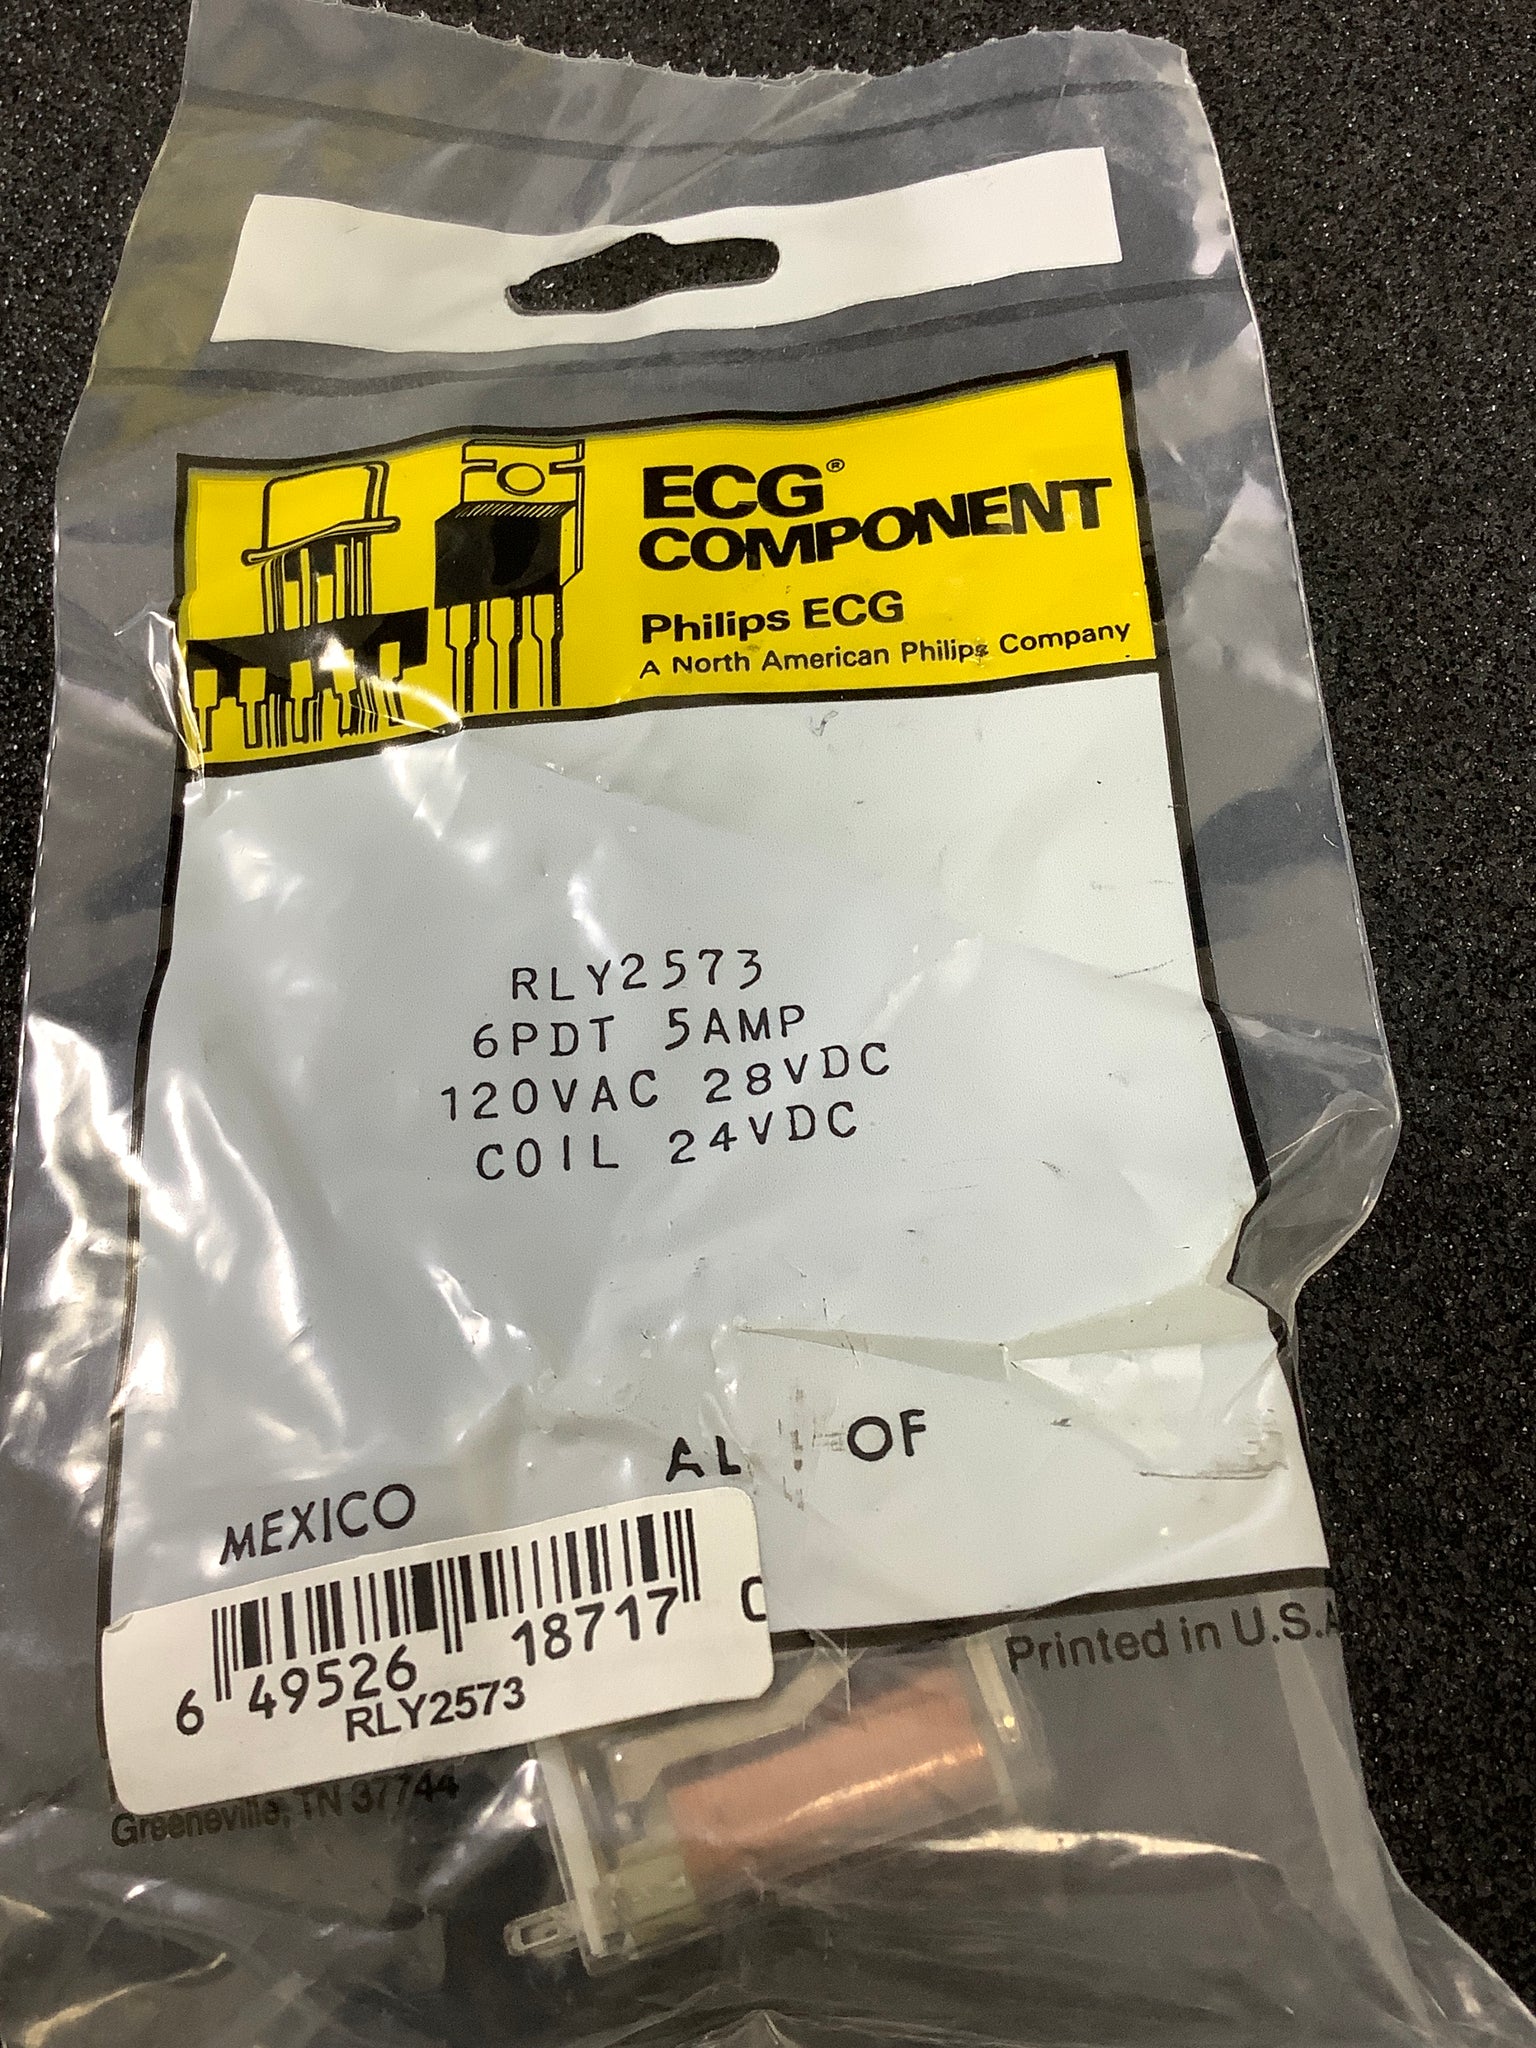 ECG®
COMPONENT
Philips ECG
A North American Philips Company
RLY2573
6PDT 5AMP
120VAC 28VDC
COIL 24VDC
OF
MEXICO
6 49526 18717
RLY2573
Printed in U.S.A
Greeneville, TN 37744